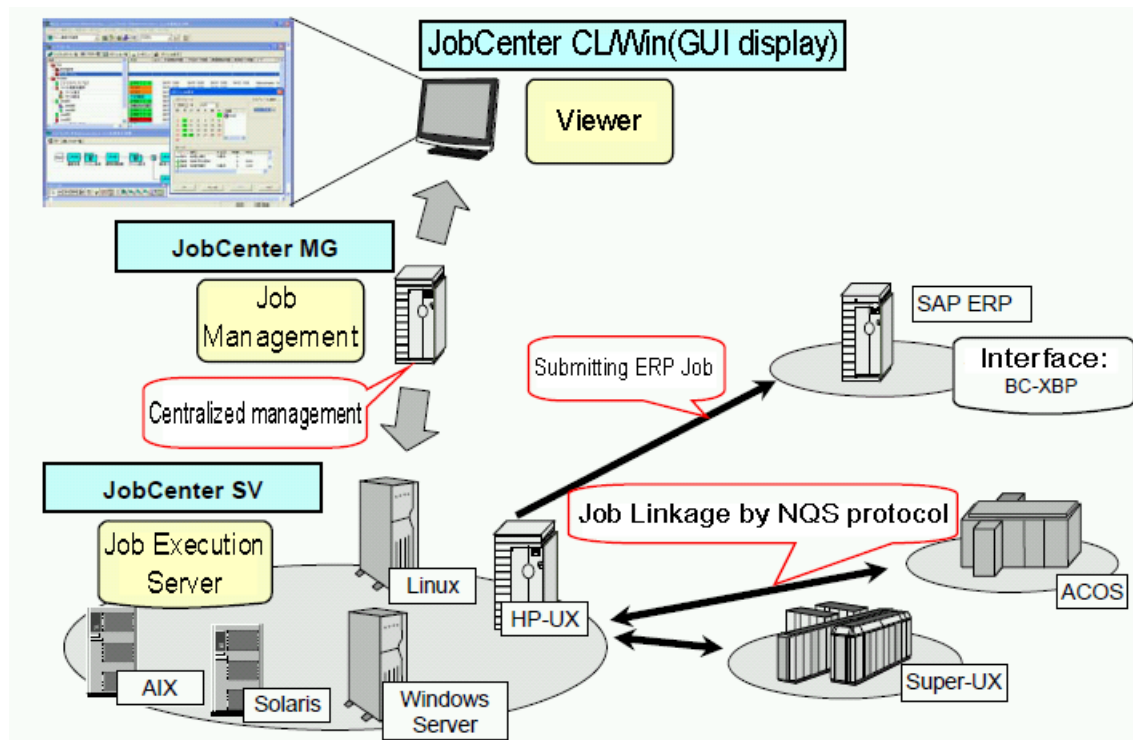 JobCenter CL/Win(GUI display)
Viewer
JobCenter MG
Job
Management
Centralized management
SAP ERP
Interface:
BC-XBP
Submitting ERP Job
JobCenter SV
Job Execution
Server
Job Linkage by NQS protocol
Linux
HP-UX
ACOS
AIX
Solaris
Windows
Server
Super-UX